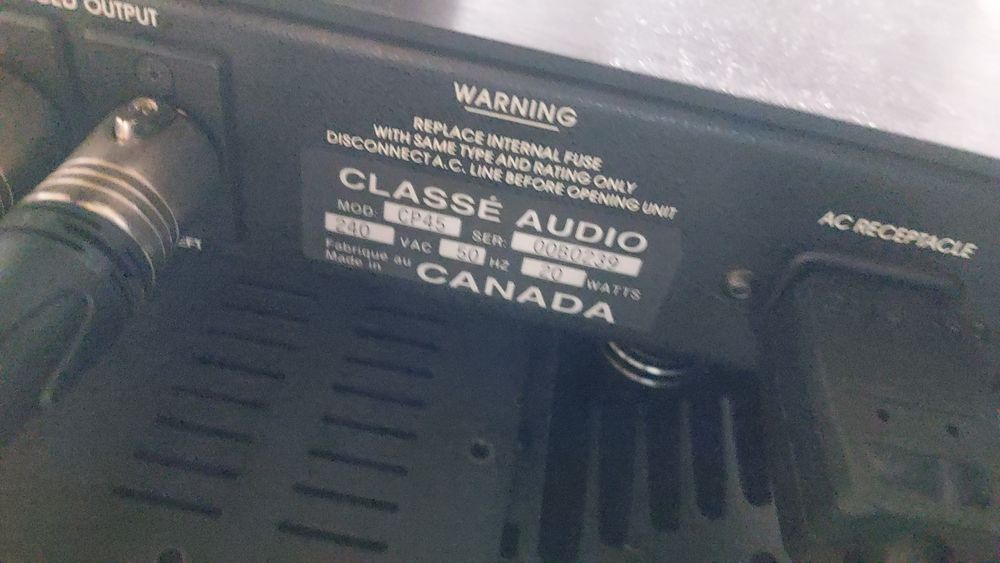 OUTPUT
WARNING
REPLACE INTERNAL FUSE
WITH SAME TYPE AND RATING ONLY
DISCONNECT A.C. LINE BEFORE OPENING UNIT
CLASSÉ AUDIO
MOD: CP45 SER: 0080239
240 VAC 50 HZ 20 WATTS
Fabriqué au
Made in CANADA
AC RECEPTACLE